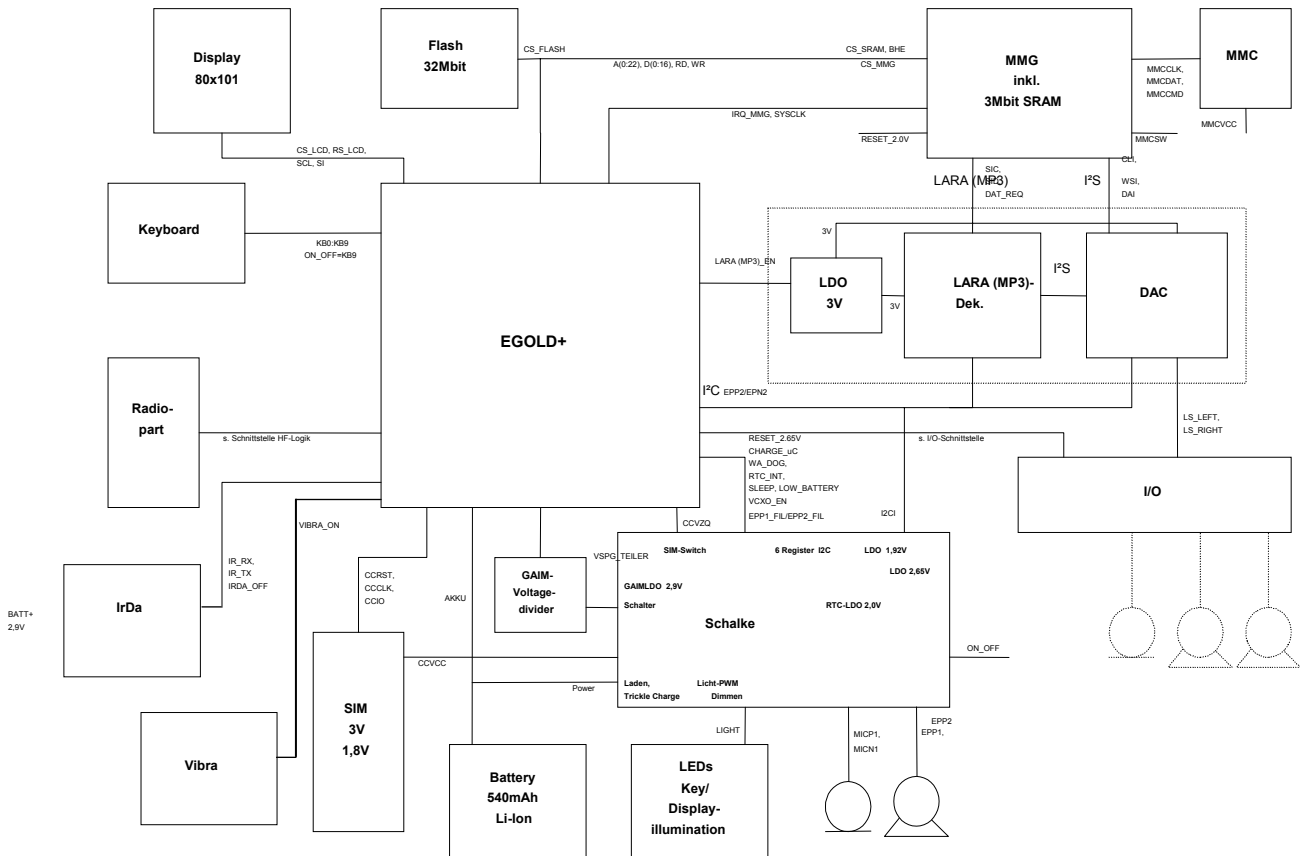 Display
80x101
Flash
32Mbit
CS_FLASH
A(0:22), D(0:16), RD, WR
CS_SRAM, BHE
CS_MMG
MMG
inkl.
3Mbit SRAM
MMCCLK,
MMCDAT,
MMCCMD
MMC
MMCVCC
MMCSW
IRQ_MMG, SYSCLK
RESET_2.0V
CS_LCD, RS_LCD,
SCL, SI
SIC,
DAT_REQ
LARA (MP3)
I²S
CLI,
WSI,
DAI
Keyboard
KB0:KB9
ON_OFF=KB9
EGOLD+
LARA (MP3)_EN
3V
LDO
3V
3V
LARA (MP3)-
Dek.
I²S
DAC
Radio-
part
s. Schnittstelle HF-Logik
I²C EPP2/EPN2
LS_LEFT,
LS_RIGHT
RESET_2.65V
CHARGE_uC
WA_DOG,
RTC_INT,
SLEEP, LOW_BATTERY
VCXO_EN
EPP1_FIL/EPP2_FIL
s. I/O-Schnittstelle
I2CI
I/O
VIBRA_ON
CCVZQ
IR_RX,
IR_TX
IRDA_OFF
IrDa
BATT+
2,9V
CCRST,
CCCLK,
CCIO
AKKU
GAIM-
Voltage-
divider
VSPG_TEILER
SIM-Switch
6 Register I2C
LDO 1,92V
LDO 2,65V
GAIMLDO 2,9V
Schalter
RTC-LDO 2,0V
Schalke
ON_OFF
CCVCC
Power
Laden,
Trickle Charge
Licht-PWM
Dimmen
SIM
3V
1,8V
Vibra
LIGHT
MICP1,
MICN1
EPP2
EPP1,
Battery
540mAh
Li-Ion
LEDs
Key/
Display-
illumination